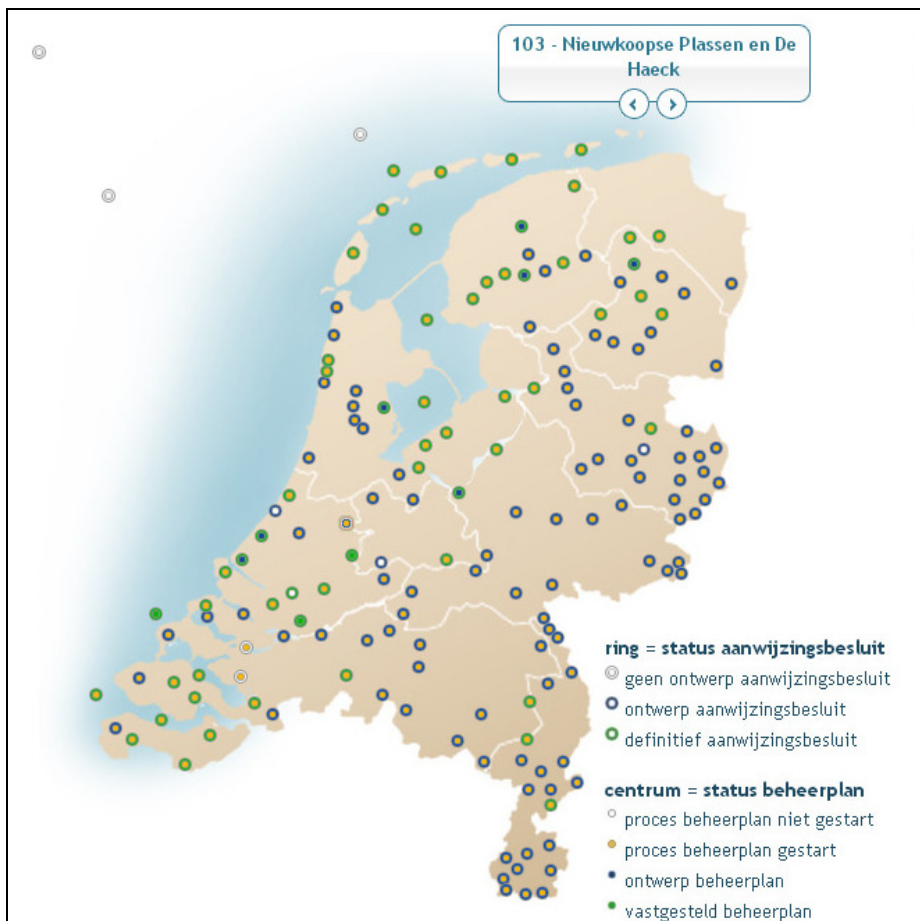 103 - Nieuwkoopse Plassen en De
Haeck
ring = status aanwijzingsbesluit
geen ontwerp aanwijzingsbesluit
ontwerp aanwijzingsbesluit
definitief aanwijzingsbesluit
centrum = status beheerplan
proces beheerplan niet gestart
proces beheerplan gestart
ontwerp beheerplan
vastgesteld beheerplan